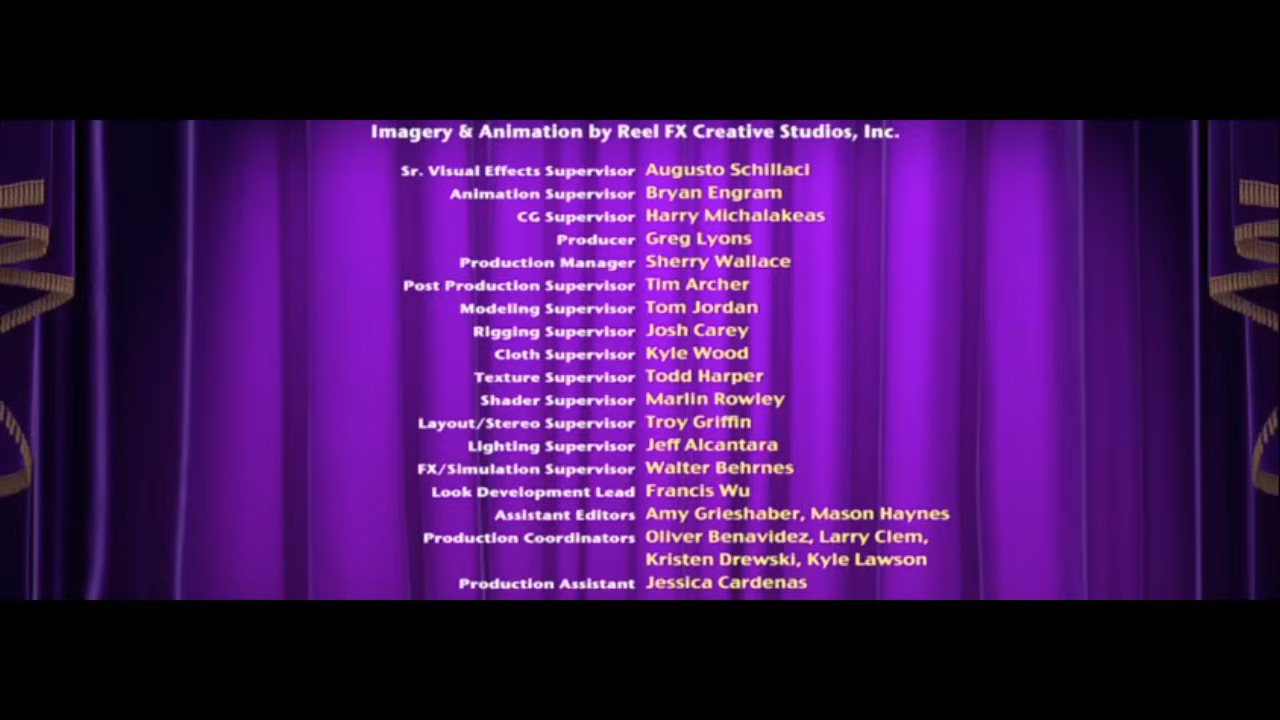 Imagery & Animation by Reel FX Creative Studios, Inc.
Sr. Visual Effects Supervisor Augusto Schillaci
Animation Supervisor Bryan Engram
CG Supervisor Harry Michalakeas
Producer Greg Lyons
Production Manager Sherry Wallace
Post Production Supervisor Tim Archer
Modeling Supervisor Tom Jordan
Rigging Supervisor Josh Carey
Cloth Supervisor Kyle Wood
Texture Supervisor Todd Harper
Shader Supervisor Marlin Rowley
Layout/Stereo Supervisor Troy Griffin
Lighting Supervisor Jeff Alcantara
FX/Simulation Supervisor Walter Behrnes
Look Development Lead Francis Wu
Assistant Editors Amy Grieshaber, Mason Haynes
Production Coordinators Oliver Benavidez, Larry Clem,
Kristen Drewski, Kyle Lawson
Production Assistant Jessica Cardenas